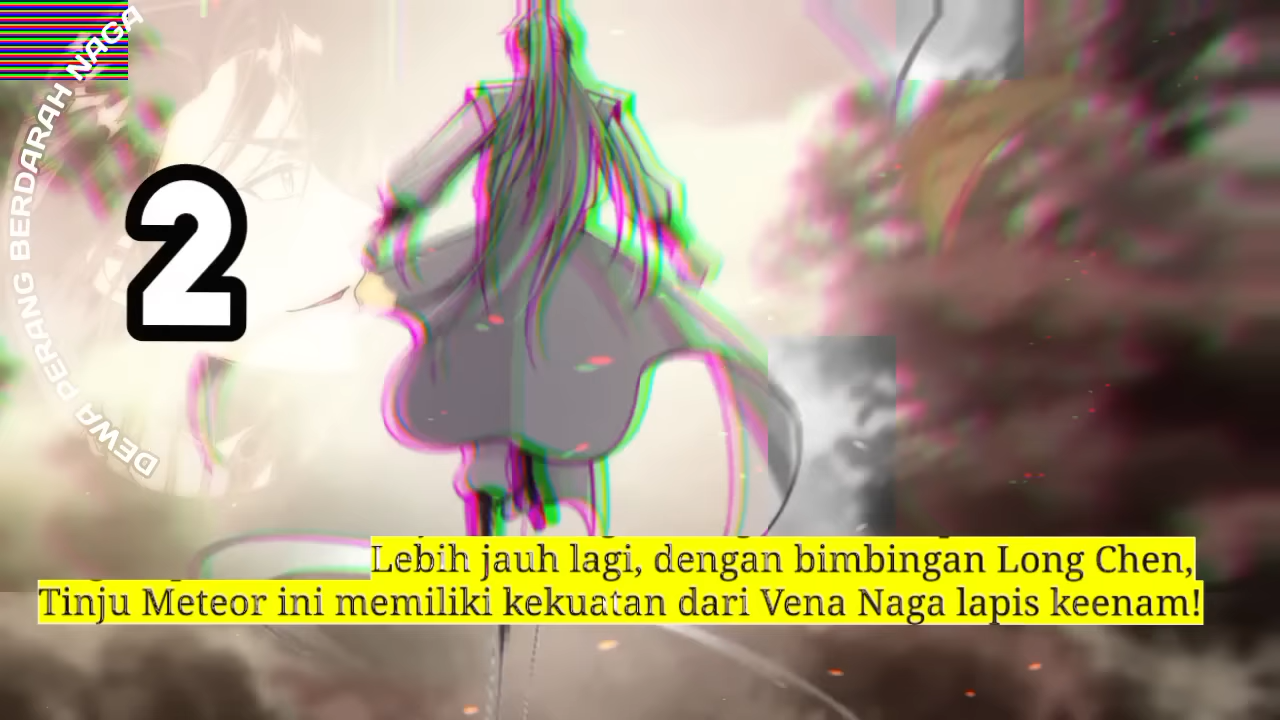 DEWA PERANG BERDARAH NAGA
2
Lebih jauh lagi, dengan bimbingan Long Chen,
Tinju Meteor ini memiliki kekuatan dari Vena Naga lapis keenam!